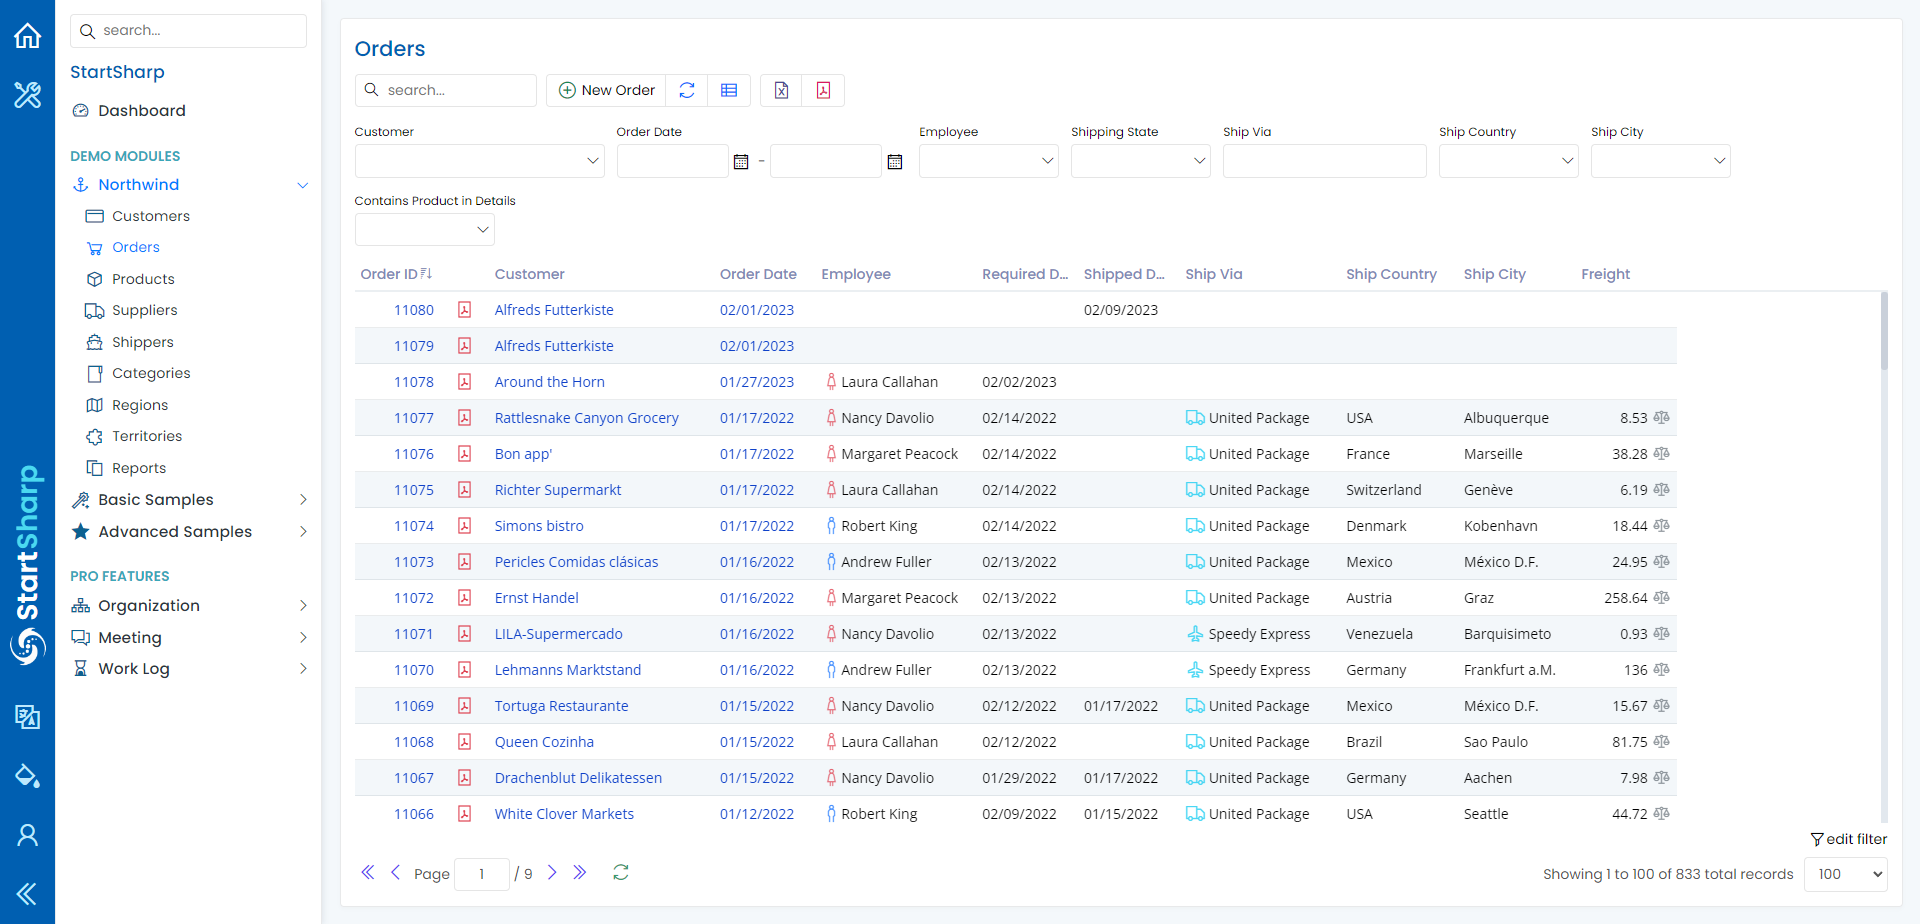 search...
StartSharp
Dashboard
DEMO MODULES
Northwind
Customers
Orders
Products
Suppliers
Shippers
Categories
Regions
Territories
Reports
Basic Samples
Advanced Samples
PRO FEATURES
Organization
Meeting
Work Log
StartSharp
Orders
search... New Order
Customer Order Date Employee Shipping State Ship Via Ship Country Ship City
-
Contains Product in Details
Order ID Customer Order Date Employee Required D... Shipped D... Ship Via Ship Country Ship City Freight
11080 Alfreds Futterkiste 02/01/2023 02/09/2023
11079 Alfreds Futterkiste 02/01/2023
11078 Around the Horn 01/27/2023 Laura Callahan 02/02/2023
11077 Rattlesnake Canyon Grocery 01/17/2022 Nancy Davolio 02/14/2022 United Package USA Albuquerque 8.53
11076 Bon app' 01/17/2022 Margaret Peacock 02/14/2022 United Package France Marseille 38.28
11075 Richter Supermarkt 01/17/2022 Laura Callahan 02/14/2022 United Package Switzerland Genève 6.19
11074 Simons bistro 01/17/2022 Robert King 02/14/2022 United Package Denmark Kobenhavn 18.44
11073 Pericles Comidas clásicas 01/16/2022 Andrew Fuller 02/13/2022 United Package Mexico México D.F. 24.95
11072 Ernst Handel 01/16/2022 Margaret Peacock 02/13/2022 United Package Austria Graz 258.64
11071 LILA-Supermercado 01/16/2022 Nancy Davolio 02/13/2022 Speedy Express Venezuela Barquisimeto 0.93
11070 Lehmanns Marktstand 01/16/2022 Andrew Fuller 02/13/2022 Speedy Express Germany Frankfurt a.M. 136
11069 Tortuga Restaurante 01/15/2022 Nancy Davolio 02/12/2022 01/17/2022 United Package Mexico México D.F. 15.67
11068 Queen Cozinha 01/15/2022 Laura Callahan 02/12/2022 United Package Brazil Sao Paulo 81.75
11067 Drachenblut Delikatessen 01/15/2022 Nancy Davolio 01/29/2022 01/17/2022 United Package Germany Aachen 7.98
11066 White Clover Markets 01/12/2022 Robert King 02/09/2022 01/15/2022 United Package USA Seattle 44.72
edit filter
Page 1 / 9 Showing 1 to 100 of 833 total records 100